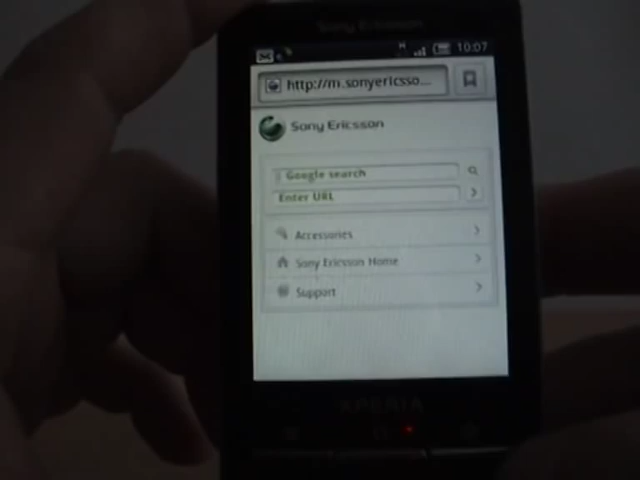 Sony Ericsson
H 10:07
http://m.sonyericsso...
Sony Ericsson
Google search
Enter URL
Accessories
Sony Ericsson Home
Support
XPERIA